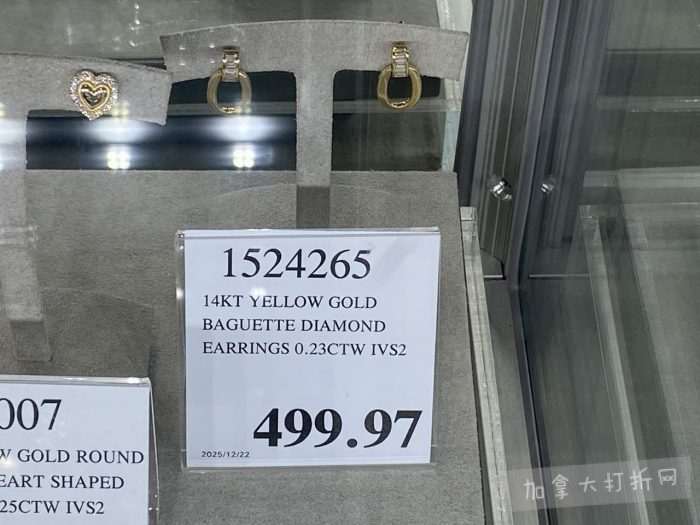 1524265
14KT YELLOW GOLD
BAGUETTE DIAMOND
EARRINGS 0.23CTW IVS2
499.97
2025/12/22
007
W GOLD ROUND
EART SHAPED
25CTW IVS2
加拿大打折网